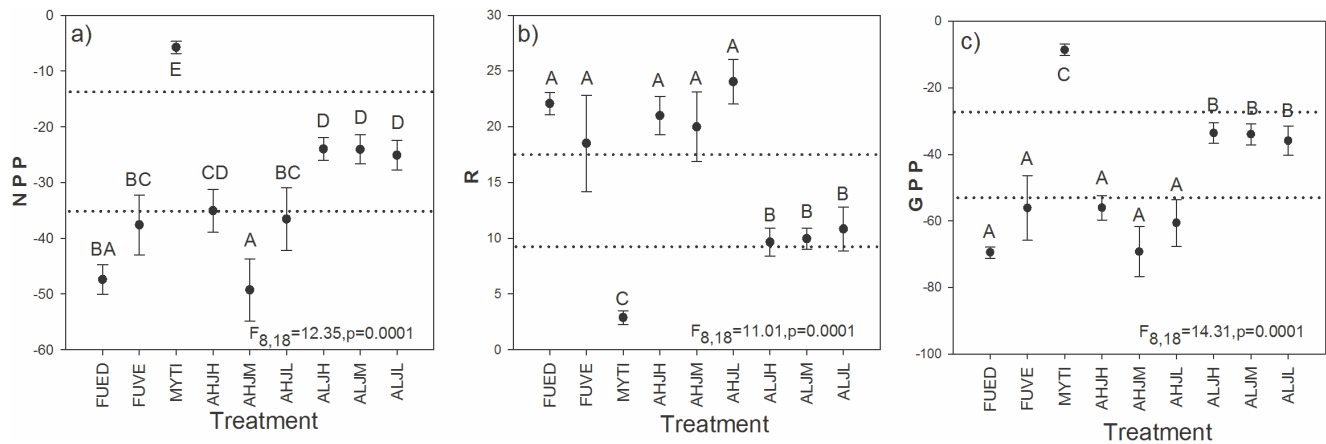 a)
NPP
0
-10
-20
-30
-40
-50
-60
BA
BC
E
CD
A
BC
D
D
D
F8,18=12.35,p=0.0001
FUED
FUVE
MYTI
AHJH
AHJM
AHJL
ALJH
ALJM
ALJL
Treatment
b)
R
30
25
20
15
10
5
0
A
A
C
A
A
A
B
B
B
F8,18=11.01,p=0.0001
FUED
FUVE
MYTI
AHJH
AHJM
AHJL
ALJH
ALJM
ALJL
Treatment
c)
GPP
0
-20
-40
-60
-80
-100
A
A
C
A
A
A
B
B
B
F8,18=14.31,p=0.0001
FUED
FUVE
MYTI
AHJH
AHJM
AHJL
ALJH
ALJM
ALJL
Treatment